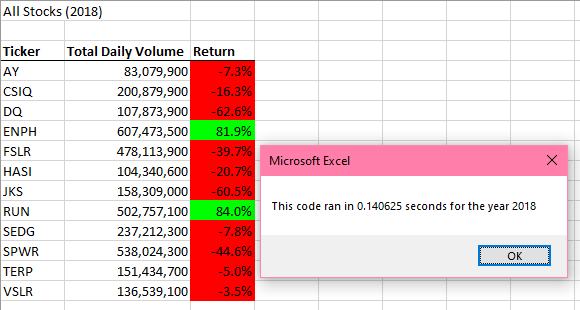 All Stocks (2018)
Ticker Total Daily Volume Return
AY 83,079,900 -7.3%
CSIQ 200,879,900 -16.3%
DQ 107,873,900 -62.6%
ENPH 607,473,500 81.9%
FSLR 478,113,900 -39.7%
HASI 104,340,600 -20.7%
JKS 158,309,000 -60.5%
RUN 502,757,100 84.0%
SEDG 237,212,300 -7.8%
SPWR 538,024,300 -44.6%
TERP 151,434,700 -5.0%
VSLR 136,539,100 -3.5%
Microsoft Excel
This code ran in 0.140625 seconds for the year 2018
OK